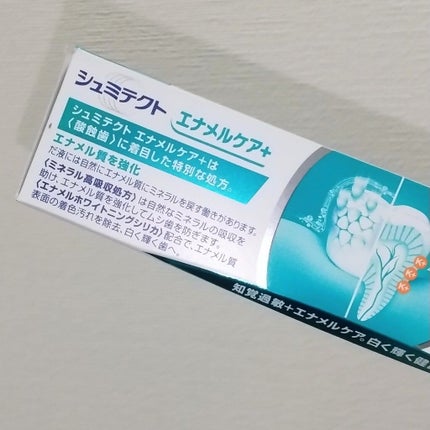 シュミテクト
エナメルケア+
シュミテクト エナメルケア+は
〈酸蝕歯〉に着目した特別な処方。
エナメル質を強化
だ液には自然にエナメル質にミネラルを戻す働きがあります。
〈ミネラル高吸収処方〉は自然なミネラルの吸収を
助け、エナメル質を強化してムシ歯を防ぎます。
〈エナメルホワイトニングシリカ〉配合で、エナメル質
表面の着色汚れを除去、白く輝く歯へ。
知覚過敏+エナメルケア。白く輝く健